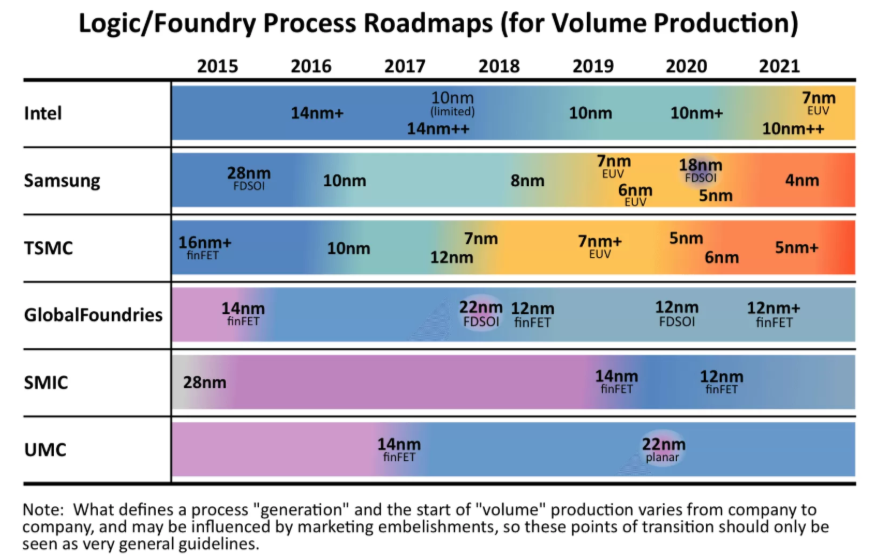 Logic/Foundry Process Roadmaps (for Volume Production)
2015 2016 2017 2018 2019 2020 2021
Intel
14nm+
10nm
(limited)
14nm++
10nm
10nm+
7nm
EUV
10nm++
Samsung
28nm
FDSOI
10nm
8nm
7nm
EUV
6nm
EUV
18nm
FDSOI
5nm
4nm
TSMC
16nm+
finFET
10nm
7nm
12nm
7nm+
EUV
5nm
6nm
5nm+
GlobalFoundries
14nm
finFET
22nm
FDSOI
12nm
finFET
12nm
FDSOI
12nm+
finFET
SMIC
28nm
14nm
finFET
12nm
finFET
UMC
14nm
finFET
22nm
planar
Note: What defines a process "generation" and the start of "volume" production varies from company to
company, and may be influenced by marketing embelishments, so these points of transition should only be
seen as very general guidelines.